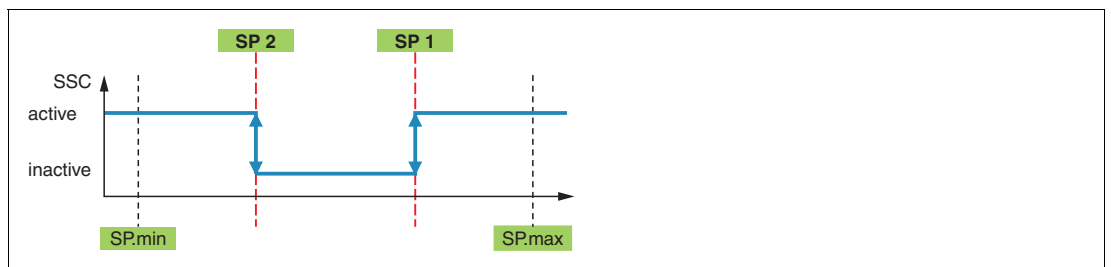 SP 2 SP 1
SSC
active
inactive
SP.min SP.max